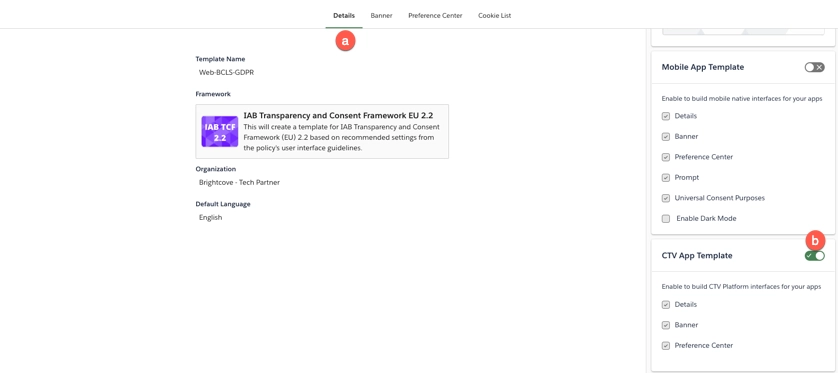 Details Banner Preference Center Cookie List
a
Template Name
Web-BCLS-GDPR
Framework
IAB TCF
2.2
IAB Transparency and Consent Framework EU 2.2
This will create a template for IAB Transparency and Consent
Framework (EU) 2.2 based on recommended settings from
the policy's user interface guidelines.
Organization
Brightcove - Tech Partner
Default Language
English
Mobile App Template
Enable to build mobile native interfaces for your apps
Details
Banner
Preference Center
Prompt
Universal Consent Purposes
Enable Dark Mode
b
CTV App Template
Enable to build CTV Platform interfaces for your apps
Details
Banner
Preference Center